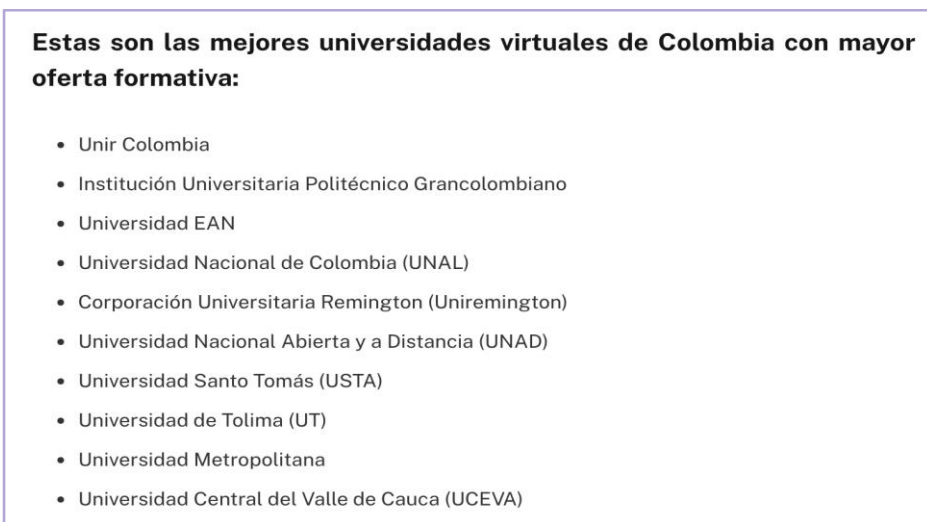 Estas son las mejores universidades virtuales de Colombia con mayor
oferta formativa:
• Unir Colombia
• Institución Universitaria Politécnico Grancolombiano
• Universidad EAN
• Universidad Nacional de Colombia (UNAL)
• Corporación Universitaria Remington (Uniremington)
• Universidad Nacional Abierta y a Distancia (UNAD)
• Universidad Santo Tomás (USTA)
• Universidad de Tolima (UT)
• Universidad Metropolitana
• Universidad Central del Valle de Cauca (UCEVA)